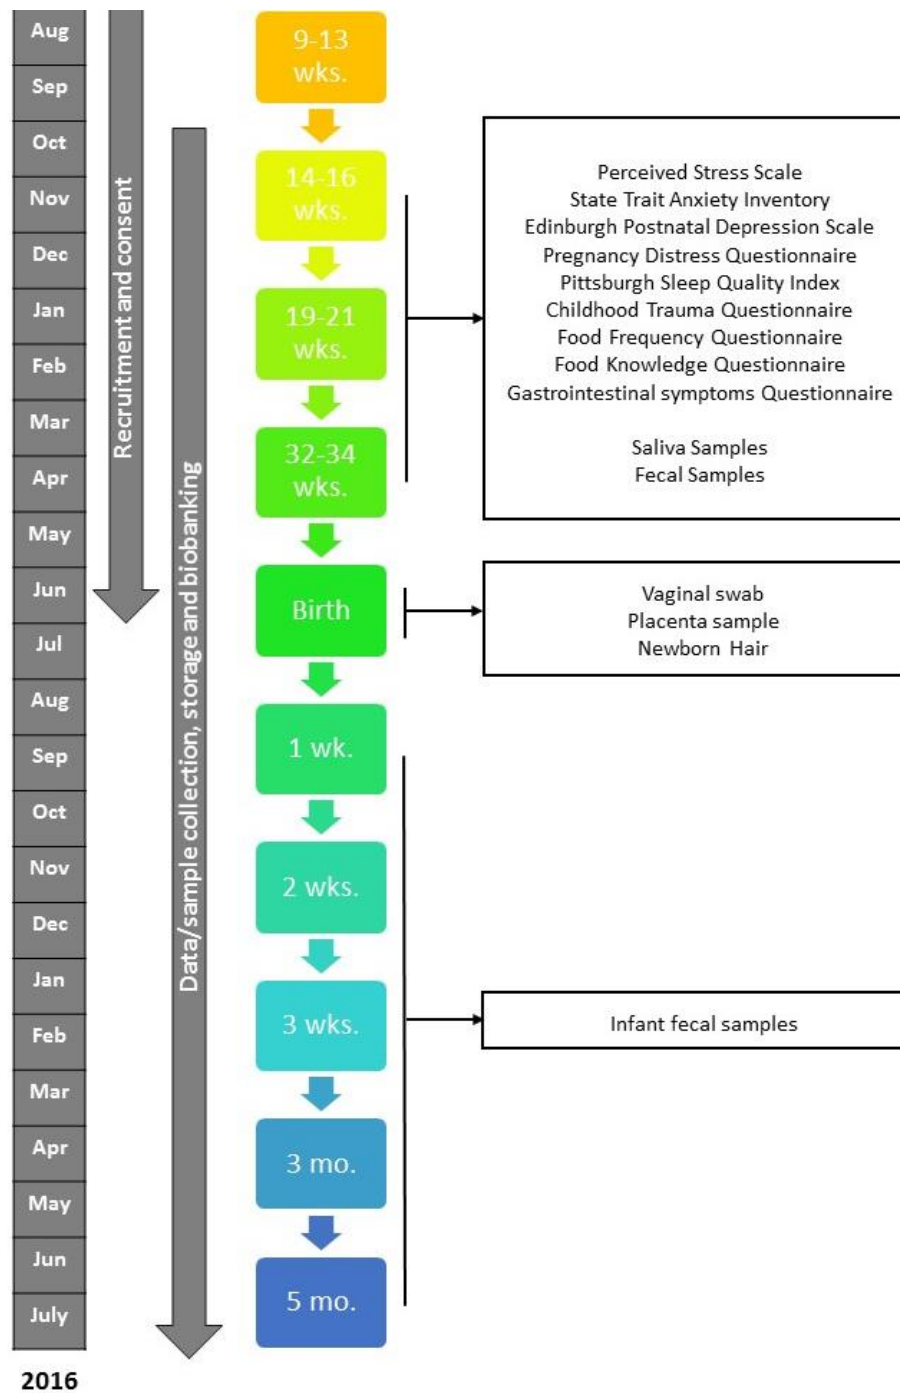 Aug
Sep
Oct
Nov
Dec
Jan
Feb
Mar
Apr
May
Jun
Jul
Aug
Sep
Oct
Nov
Dec
Jan
Feb
Mar
Apr
May
Jun
July
2016
Recruitment and consent
Data/sample collection, storage and biobanking
9-13
wks.
14-16
wks.
19-21
wks.
32-34
wks.
Birth
1 wk.
2 wks.
3 wks.
3 mo.
5 mo.
Perceived Stress Scale
State Trait Anxiety Inventory
Edinburgh Postnatal Depression Scale
Pregnancy Distress Questionnaire
Pittsburgh Sleep Quality Index
Childhood Trauma Questionnaire
Food Frequency Questionnaire
Food Knowledge Questionnaire
Gastrointestinal symptoms Questionnaire
Saliva Samples
Fecal Samples
Vaginal swab
Placenta sample
Newborn Hair
Infant fecal samples